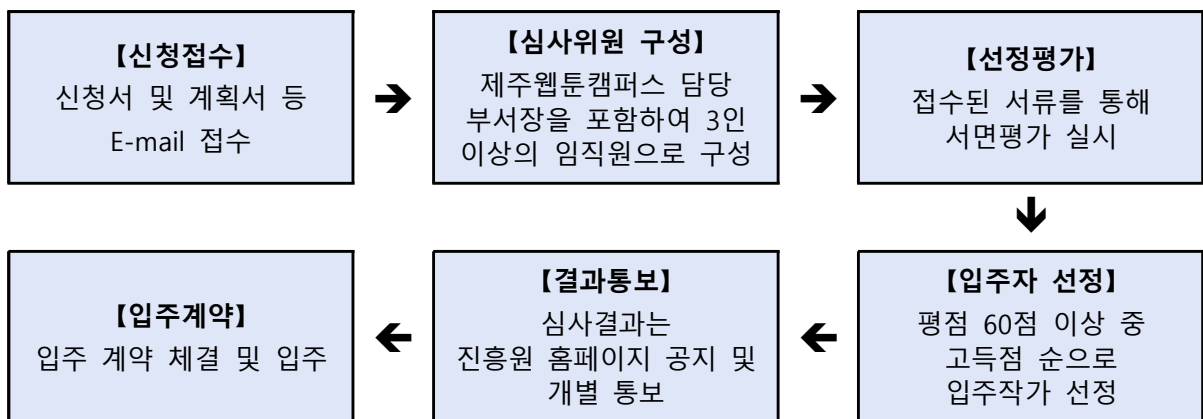 【신청접수】
신청서 및 계획서 등
E-mail 접수
【심사위원 구성】
제주웹툰캠퍼스 담당
부서장을 포함하여 3인
이상의 임직원으로 구성
【선정평가】
접수된 서류를 통해
서면평가 실시
【입주자 선정】
평점 60점 이상 중
고득점 순으로
입주작가 선정
【결과통보】
심사결과는
진흥원 홈페이지 공지 및
개별 통보
【입주계약】
입주 계약 체결 및 입주